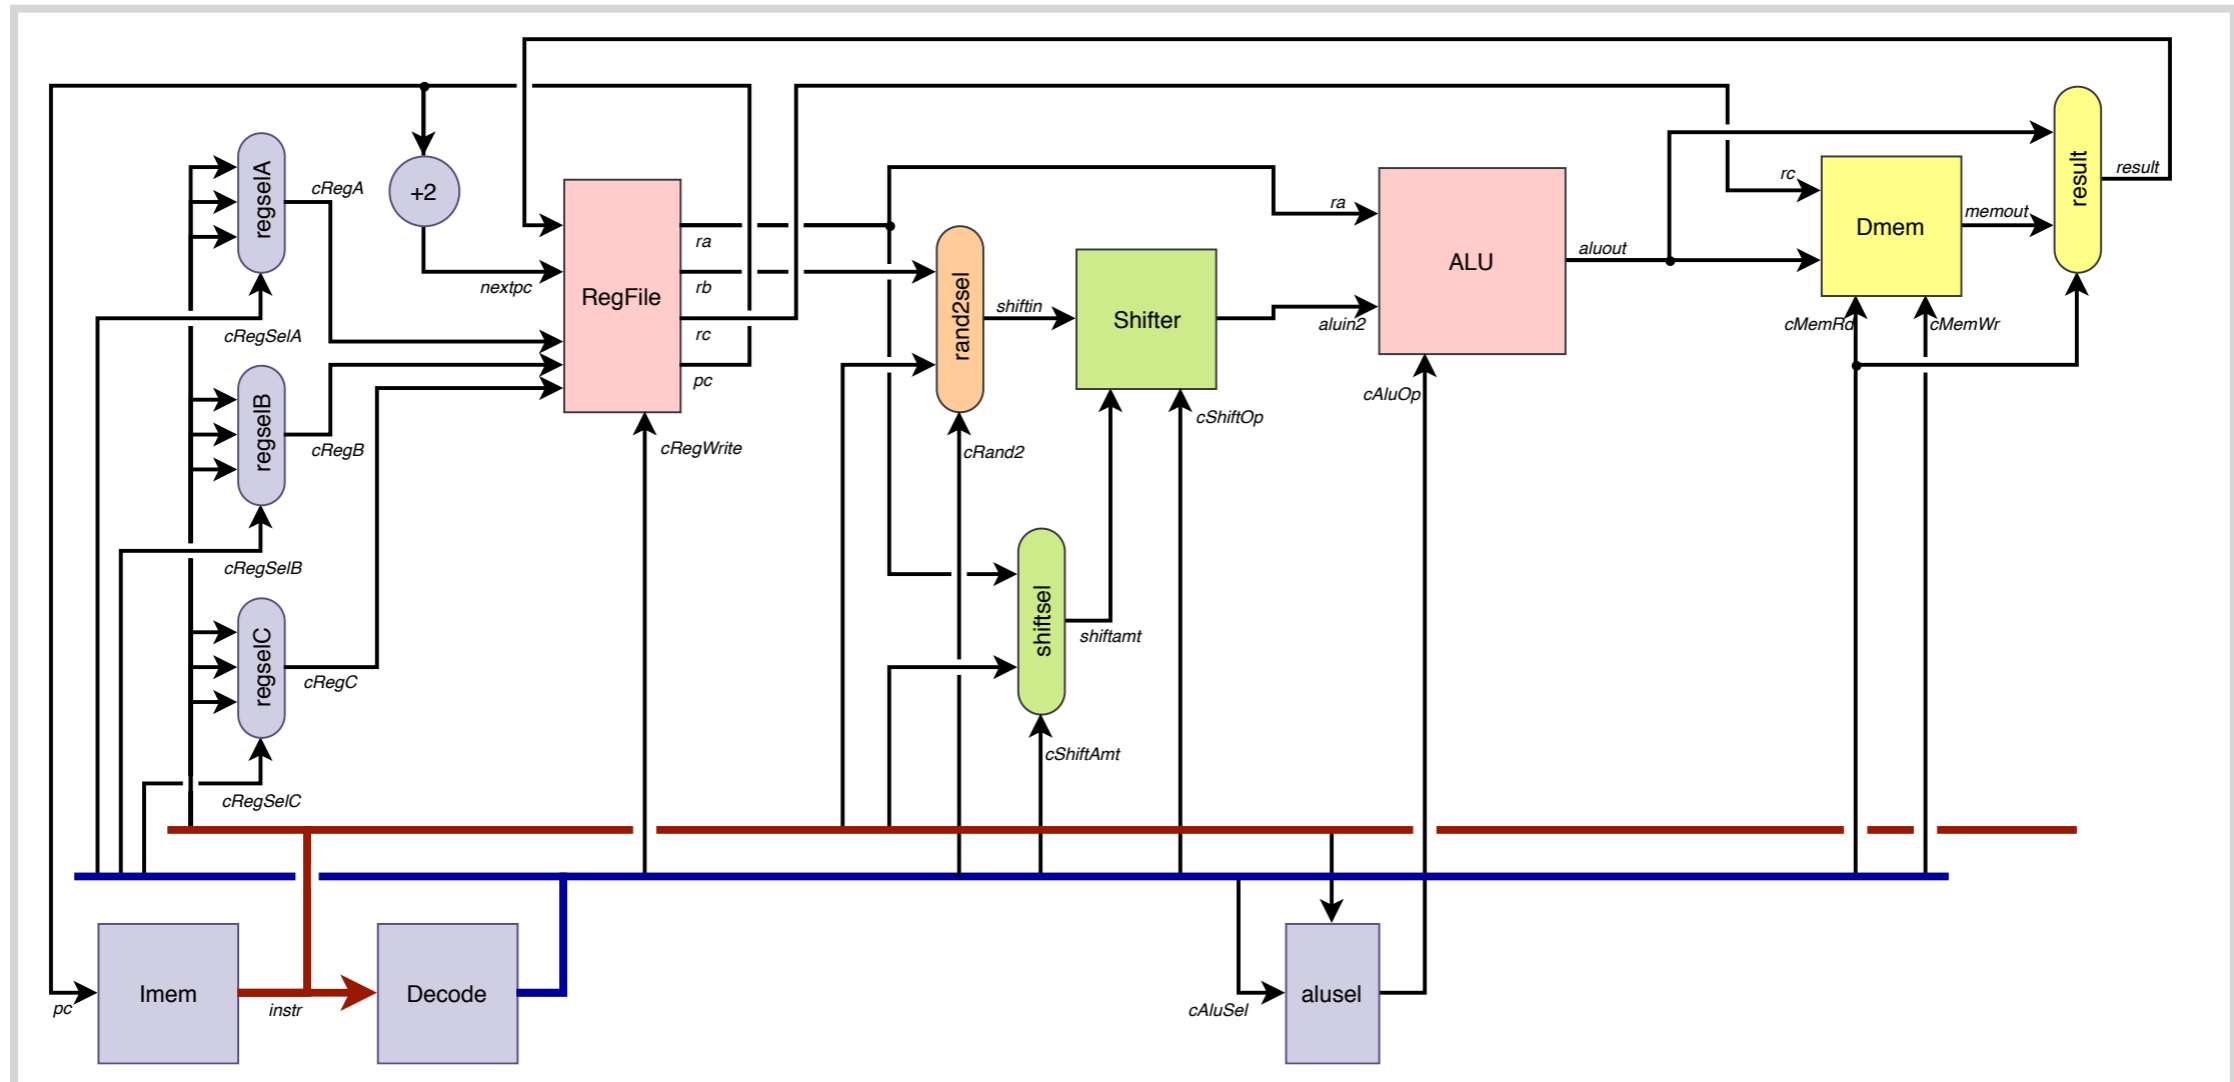 regselA
cRegA
+2
nextpc
cRegSelA
regselB
cRegB
cRegSelB
regselC
cRegC
cRegSelC
RegFile
ra
rb
rc
pc
cRegWrite
rand2sel
cRand2
shiftin
Shifter
cShiftOp
shiftsel
shiftamt
cShiftAmt
ra
aluin2
ALU
cAluOp
aluout
rc
Dmem
memout
cMemRd
cMemWr
result
result
pc
Imem
instr
Decode
cAluSel
alusel